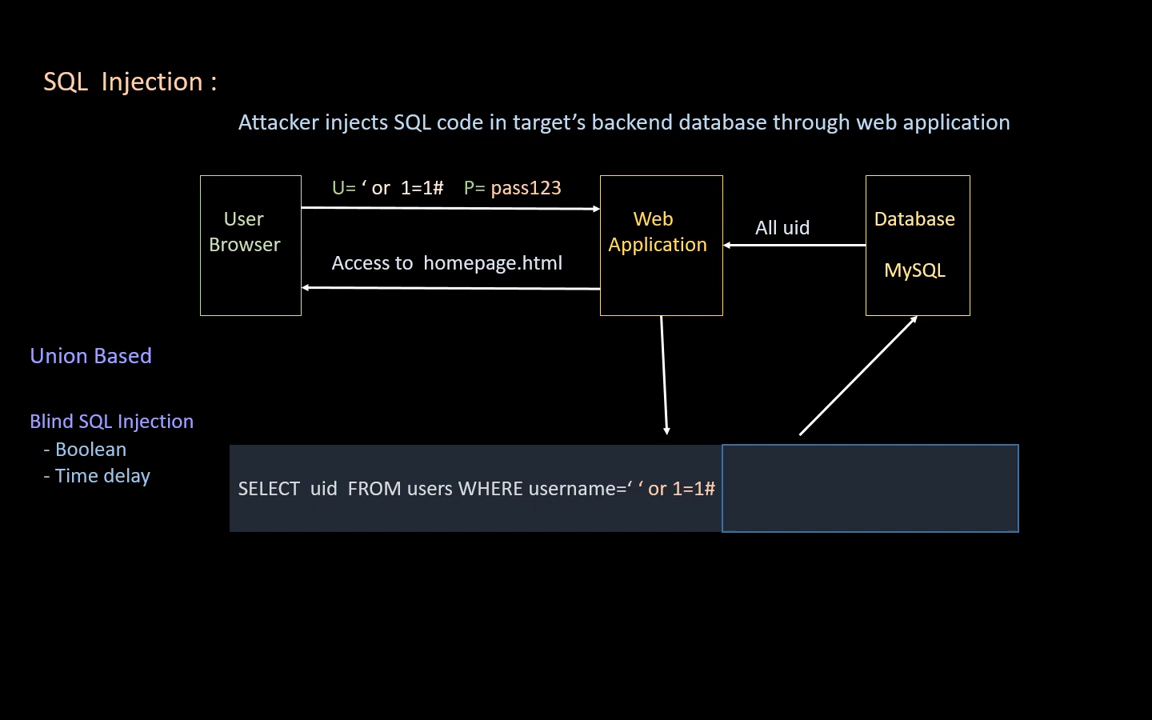 SQL Injection :
Attacker injects SQL code in target’s backend database through web application
U= ‘ or 1=1# P= pass123
User
Browser
Access to homepage.html
Web
Application
All uid
Database
MySQL
Union Based
Blind SQL Injection
- Boolean
- Time delay
SELECT uid FROM users WHERE username=‘ ‘ or 1=1#